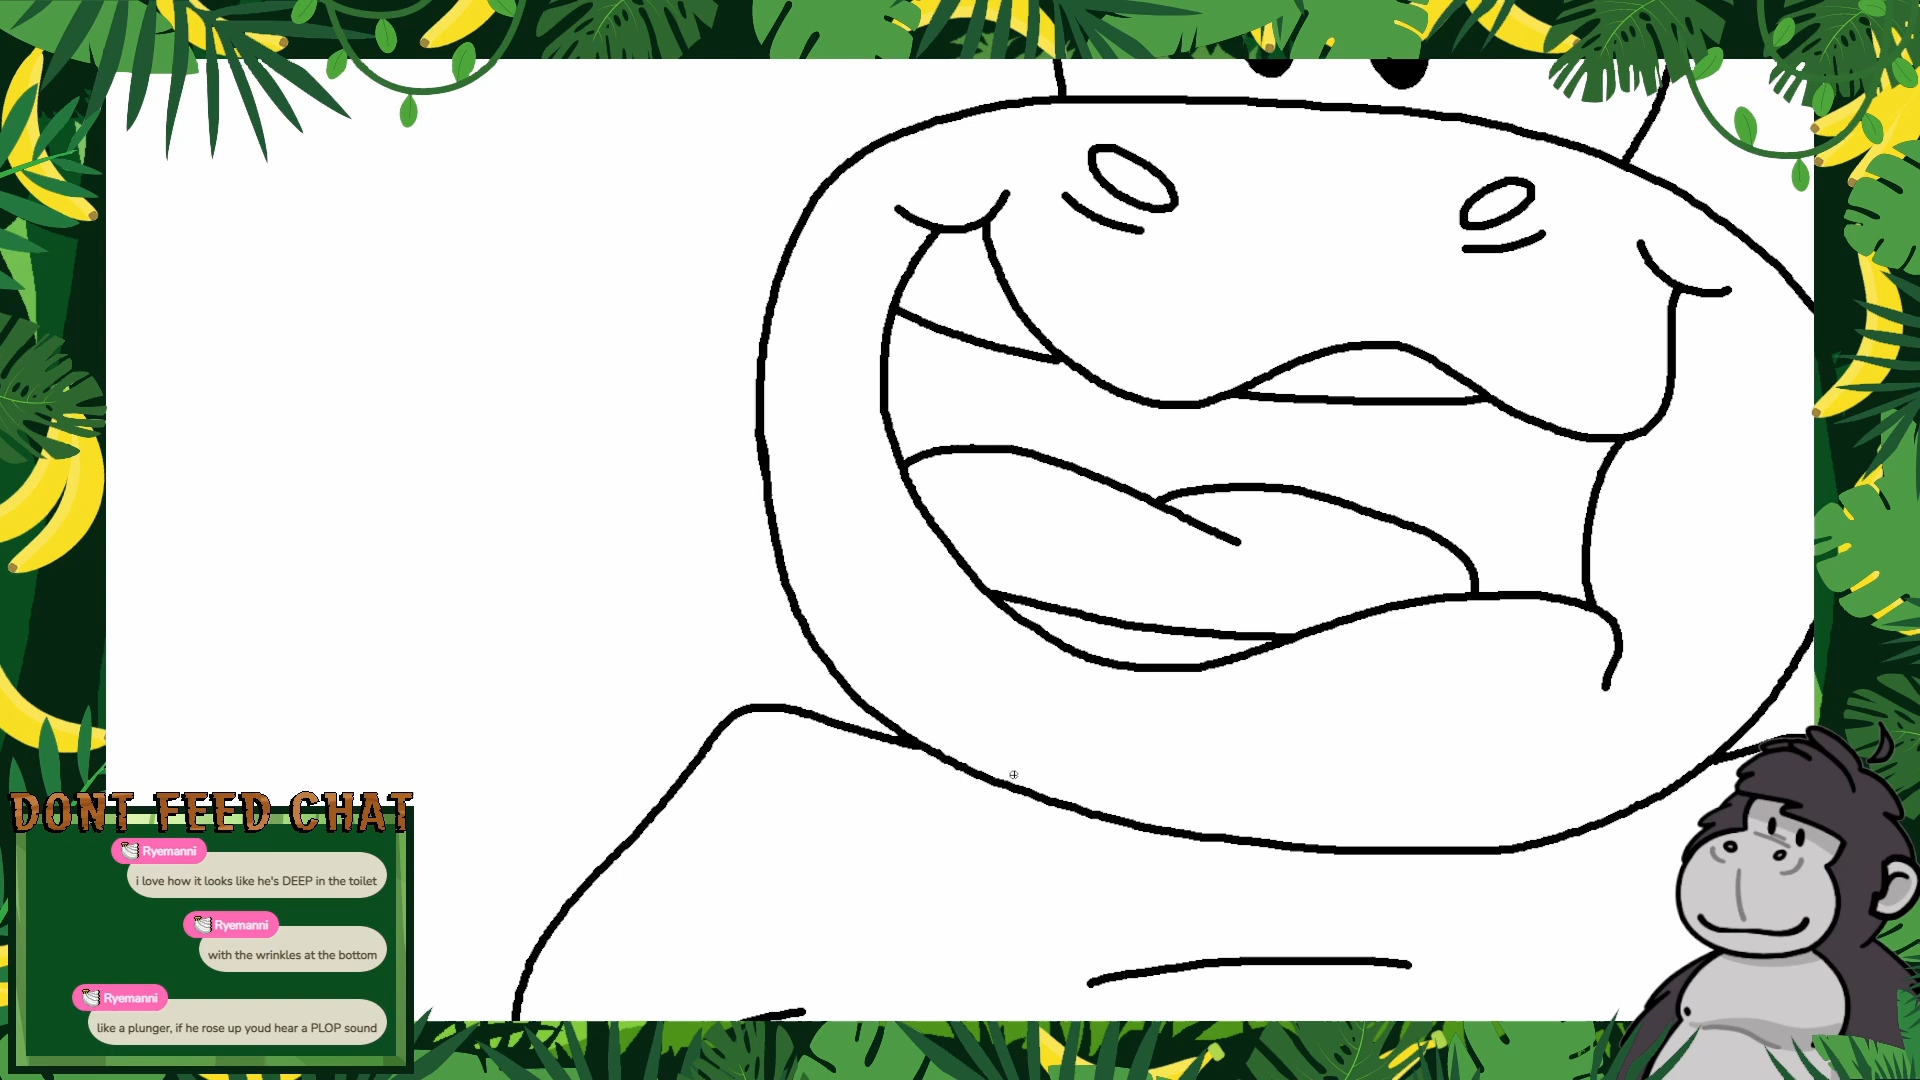 DONT FEED CHAT
Ryemanni
i love how it looks like he's DEEP in the toilet
Ryemanni
with the wrinkles at the bottom
Ryemanni
like a plunger, if he rose up youd hear a PLOP sound